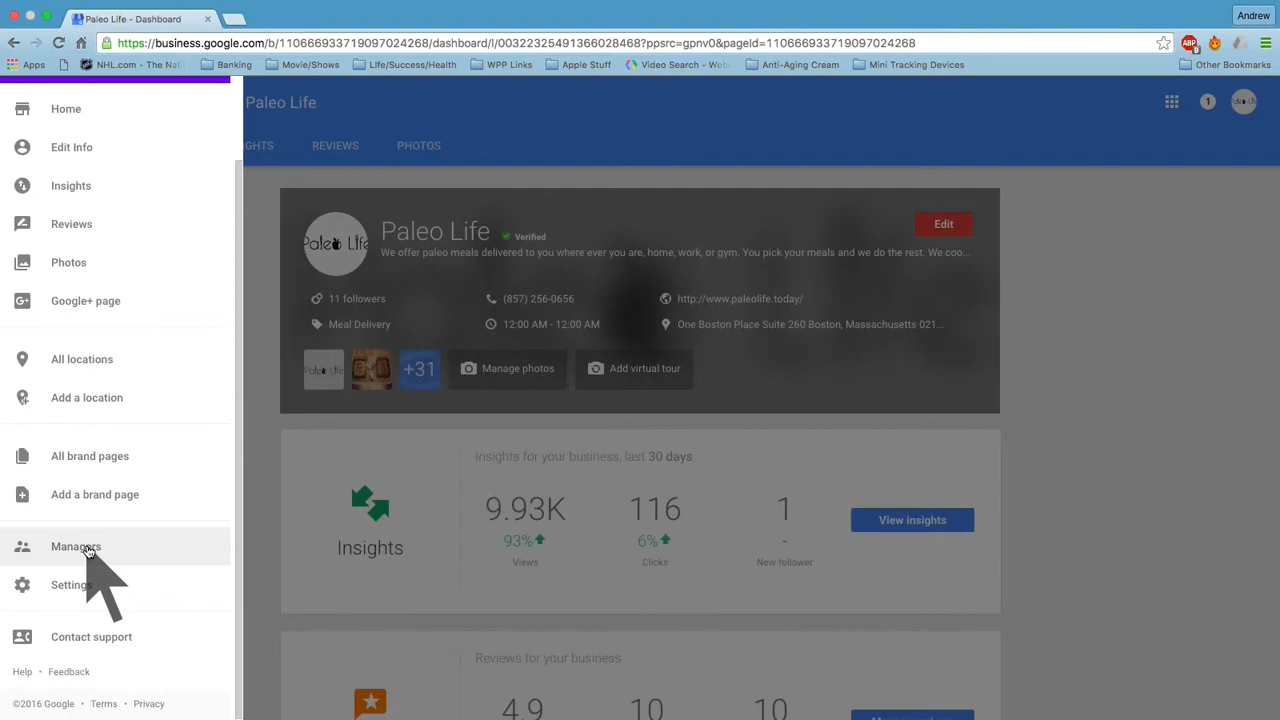 Paleo Life - Dashboard
Andrew
https://business.google.com/b/110666933719097024268/dashboard/l/00322325491366028468?ppsrc=gpnv0&pageId=110666933719097024268
Apps NHL.com - The Nati Banking Movie/Shows LIfe/Success/Health WPP Links Apple Stuff Video Search - Web Anti-Aging Cream Mini Tracking Devices Other Bookmarks
Home
Edit Info
Insights
Reviews
Photos
Google+ page
All locations
Add a location
All brand pages
Add a brand page
Managers
Settings
Contact support
Help • Feedback
©2016 Google • Terms • Privacy
Paleo Life
1
GHTS REVIEWS PHOTOS
Paleo Life
Paleo Life Verified
Edit
We offer paleo meals delivered to you where ever you are, home, work, or gym. You pick your meals and we do the rest. We coo...
11 followers (857) 256-0656 http://www.paleolife.today/
Meal Delivery 12:00 AM - 12:00 AM One Boston Place Suite 260 Boston, Massachusetts 021...
+31 Manage photos Add virtual tour
Insights for your business, last 30 days
Insights
9.93K 116 1
93% 6% -
Views Clicks New follower
View insights
Reviews for your business
4.9 10 10